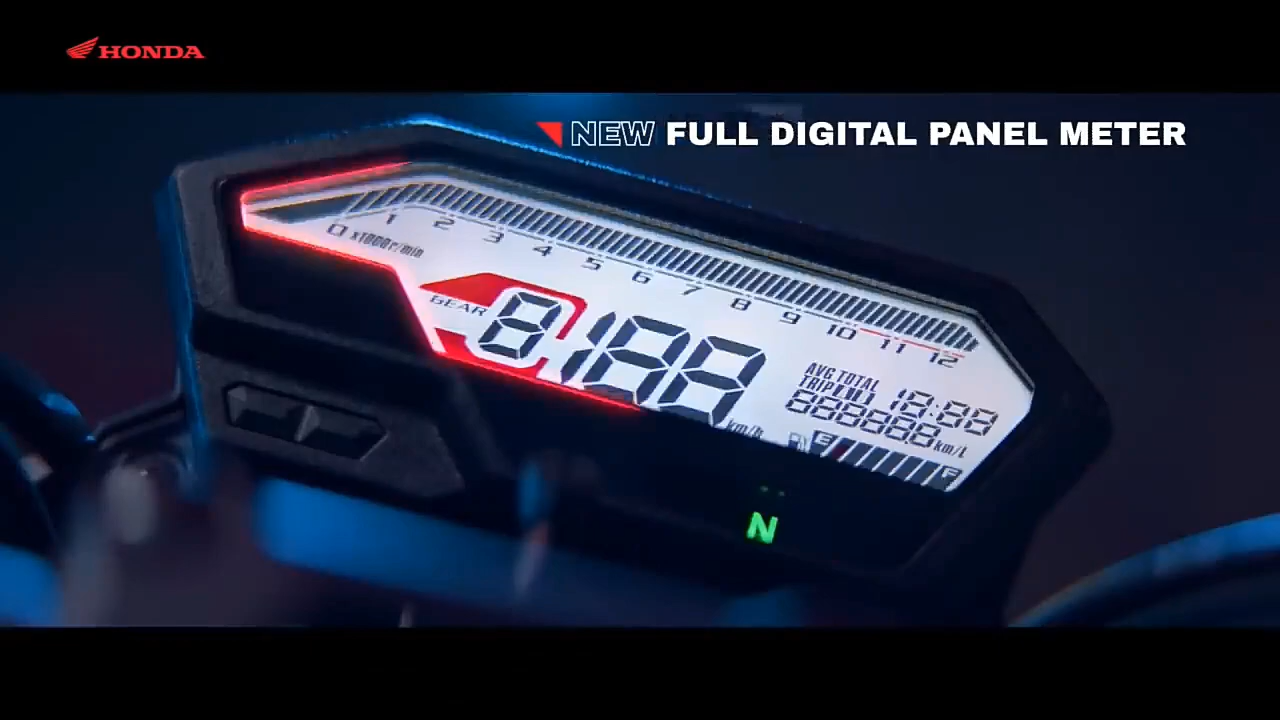 HONDA
NEW FULL DIGITAL PANEL METER
0 1 2 3 4 5 6 7 8 9 10 11 12
x1000r/min
GEAR
8 188
km/h
AVG TOTAL
TRIP
18:88
888888 km/L
E F
N